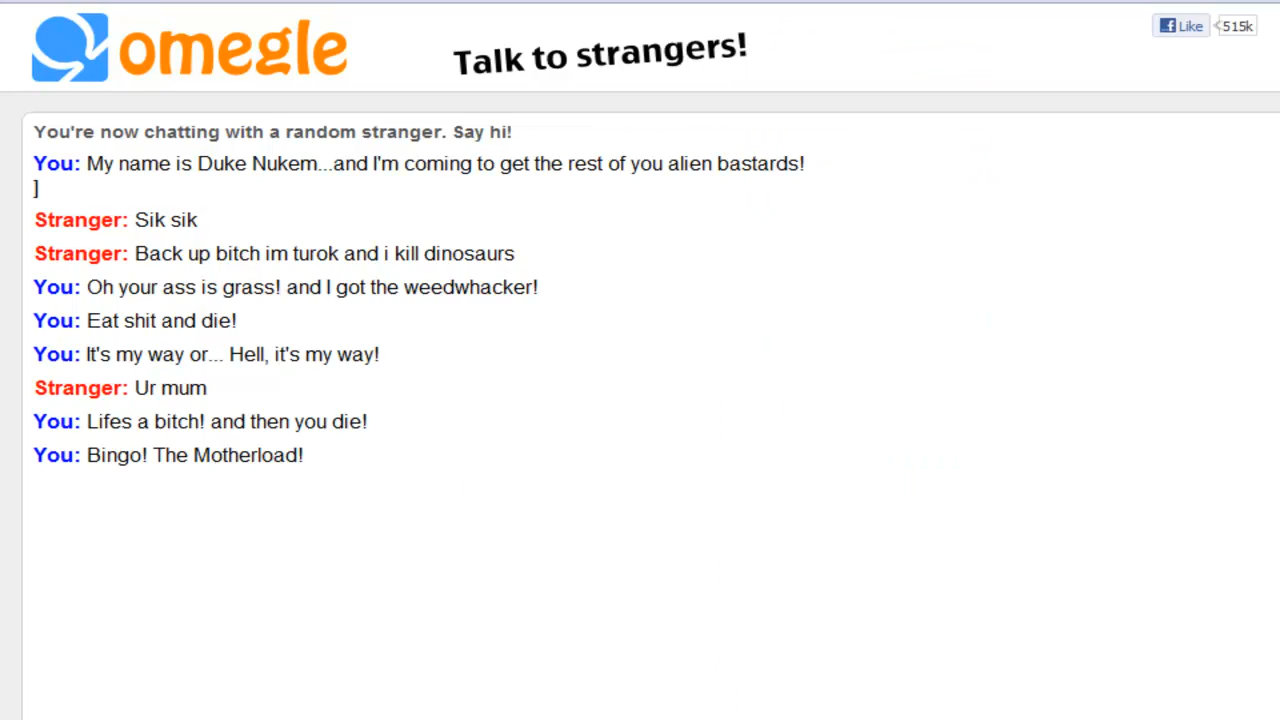 omegle
Talk to strangers!
Like
515k
You're now chatting with a random stranger. Say hi!
You: My name is Duke Nukem...and I'm coming to get the rest of you alien bastards!
]
Stranger: Sik sik
Stranger: Back up bitch im turok and i kill dinosaurs
You: Oh your ass is grass! and I got the weedwhacker!
You: Eat shit and die!
You: It's my way or... Hell, it's my way!
Stranger: Ur mum
You: Lifes a bitch! and then you die!
You: Bingo! The Motherload!